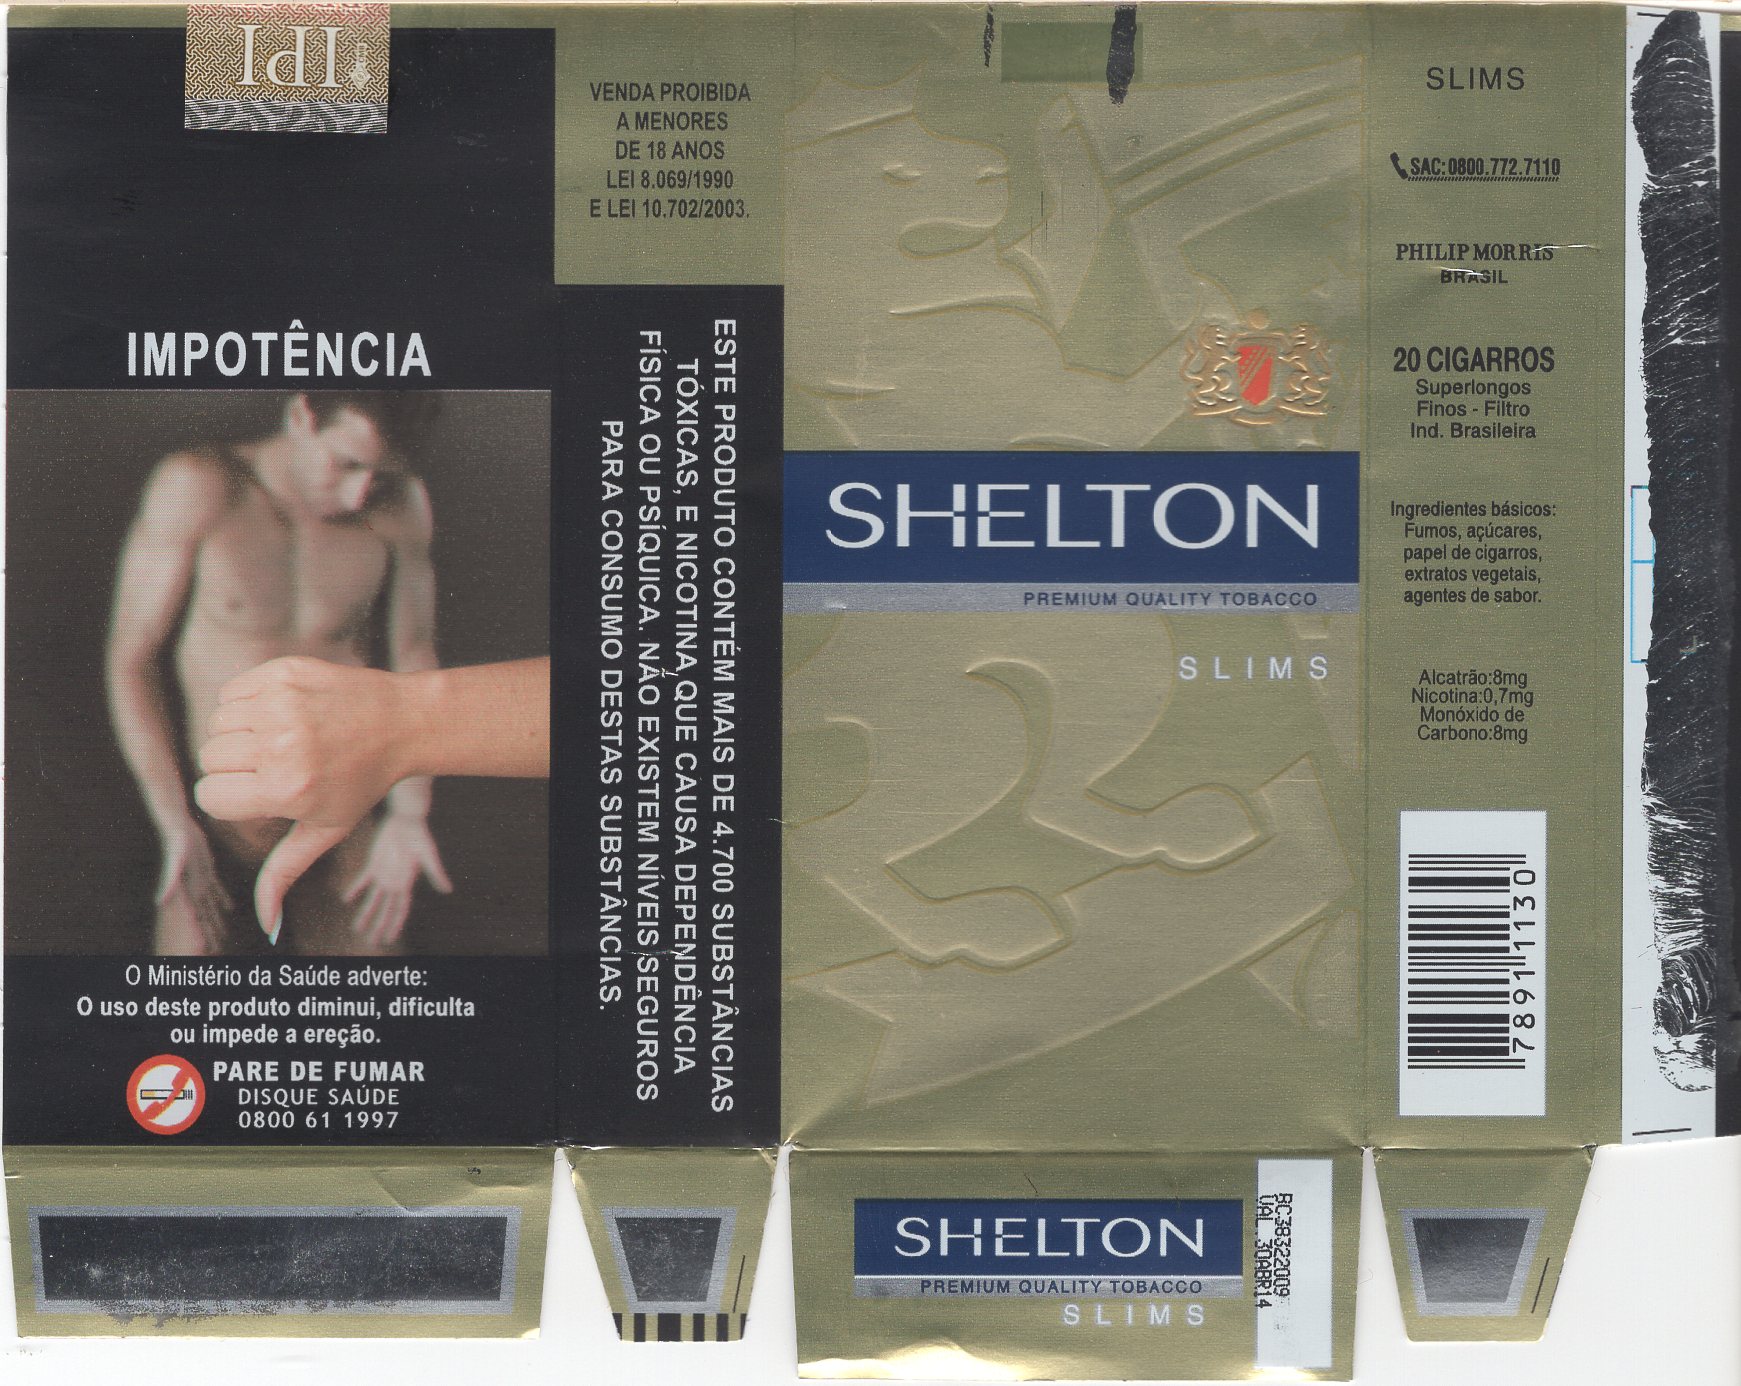 IPI
IMPOTÊNCIA
O Ministério da Saúde adverte:
O uso deste produto diminui, dificulta
ou impede a ereção.
PARE DE FUMAR
DISQUE SAÚDE
0800 61 1997
VENDA PROIBIDA
A MENORES
DE 18 ANOS
LEI 8.069/1990
E LEI 10.702/2003.
ESTE PRODUTO CONTÉM MAIS DE 4.700 SUBSTÂNCIAS
TÓXICAS, E NICOTINA QUE CAUSA DEPENDÊNCIA
FÍSICA OU PSÍQUICA. NÃO EXISTEM NÍVEIS SEGUROS
PARA CONSUMO DESTAS SUBSTÂNCIAS.
SHELTON
PREMIUM QUALITY TOBACCO
SLIMS
SHELTON
PREMIUM QUALITY TOBACCO
SLIMS
RC38322009
VAL.30ABR14
SLIMS
SAC:0800.772.7110
PHILIP MORRIS
BRASIL
20 CIGARROS
Superlongos
Finos - Filtro
Ind. Brasileira
Ingredientes básicos:
Fumos, açúcares,
papel de cigarros,
extratos vegetais,
agentes de sabor.
Alcatrão:8mg
Nicotina:0,7mg
Monóxido de
Carbono:8mg
78911130